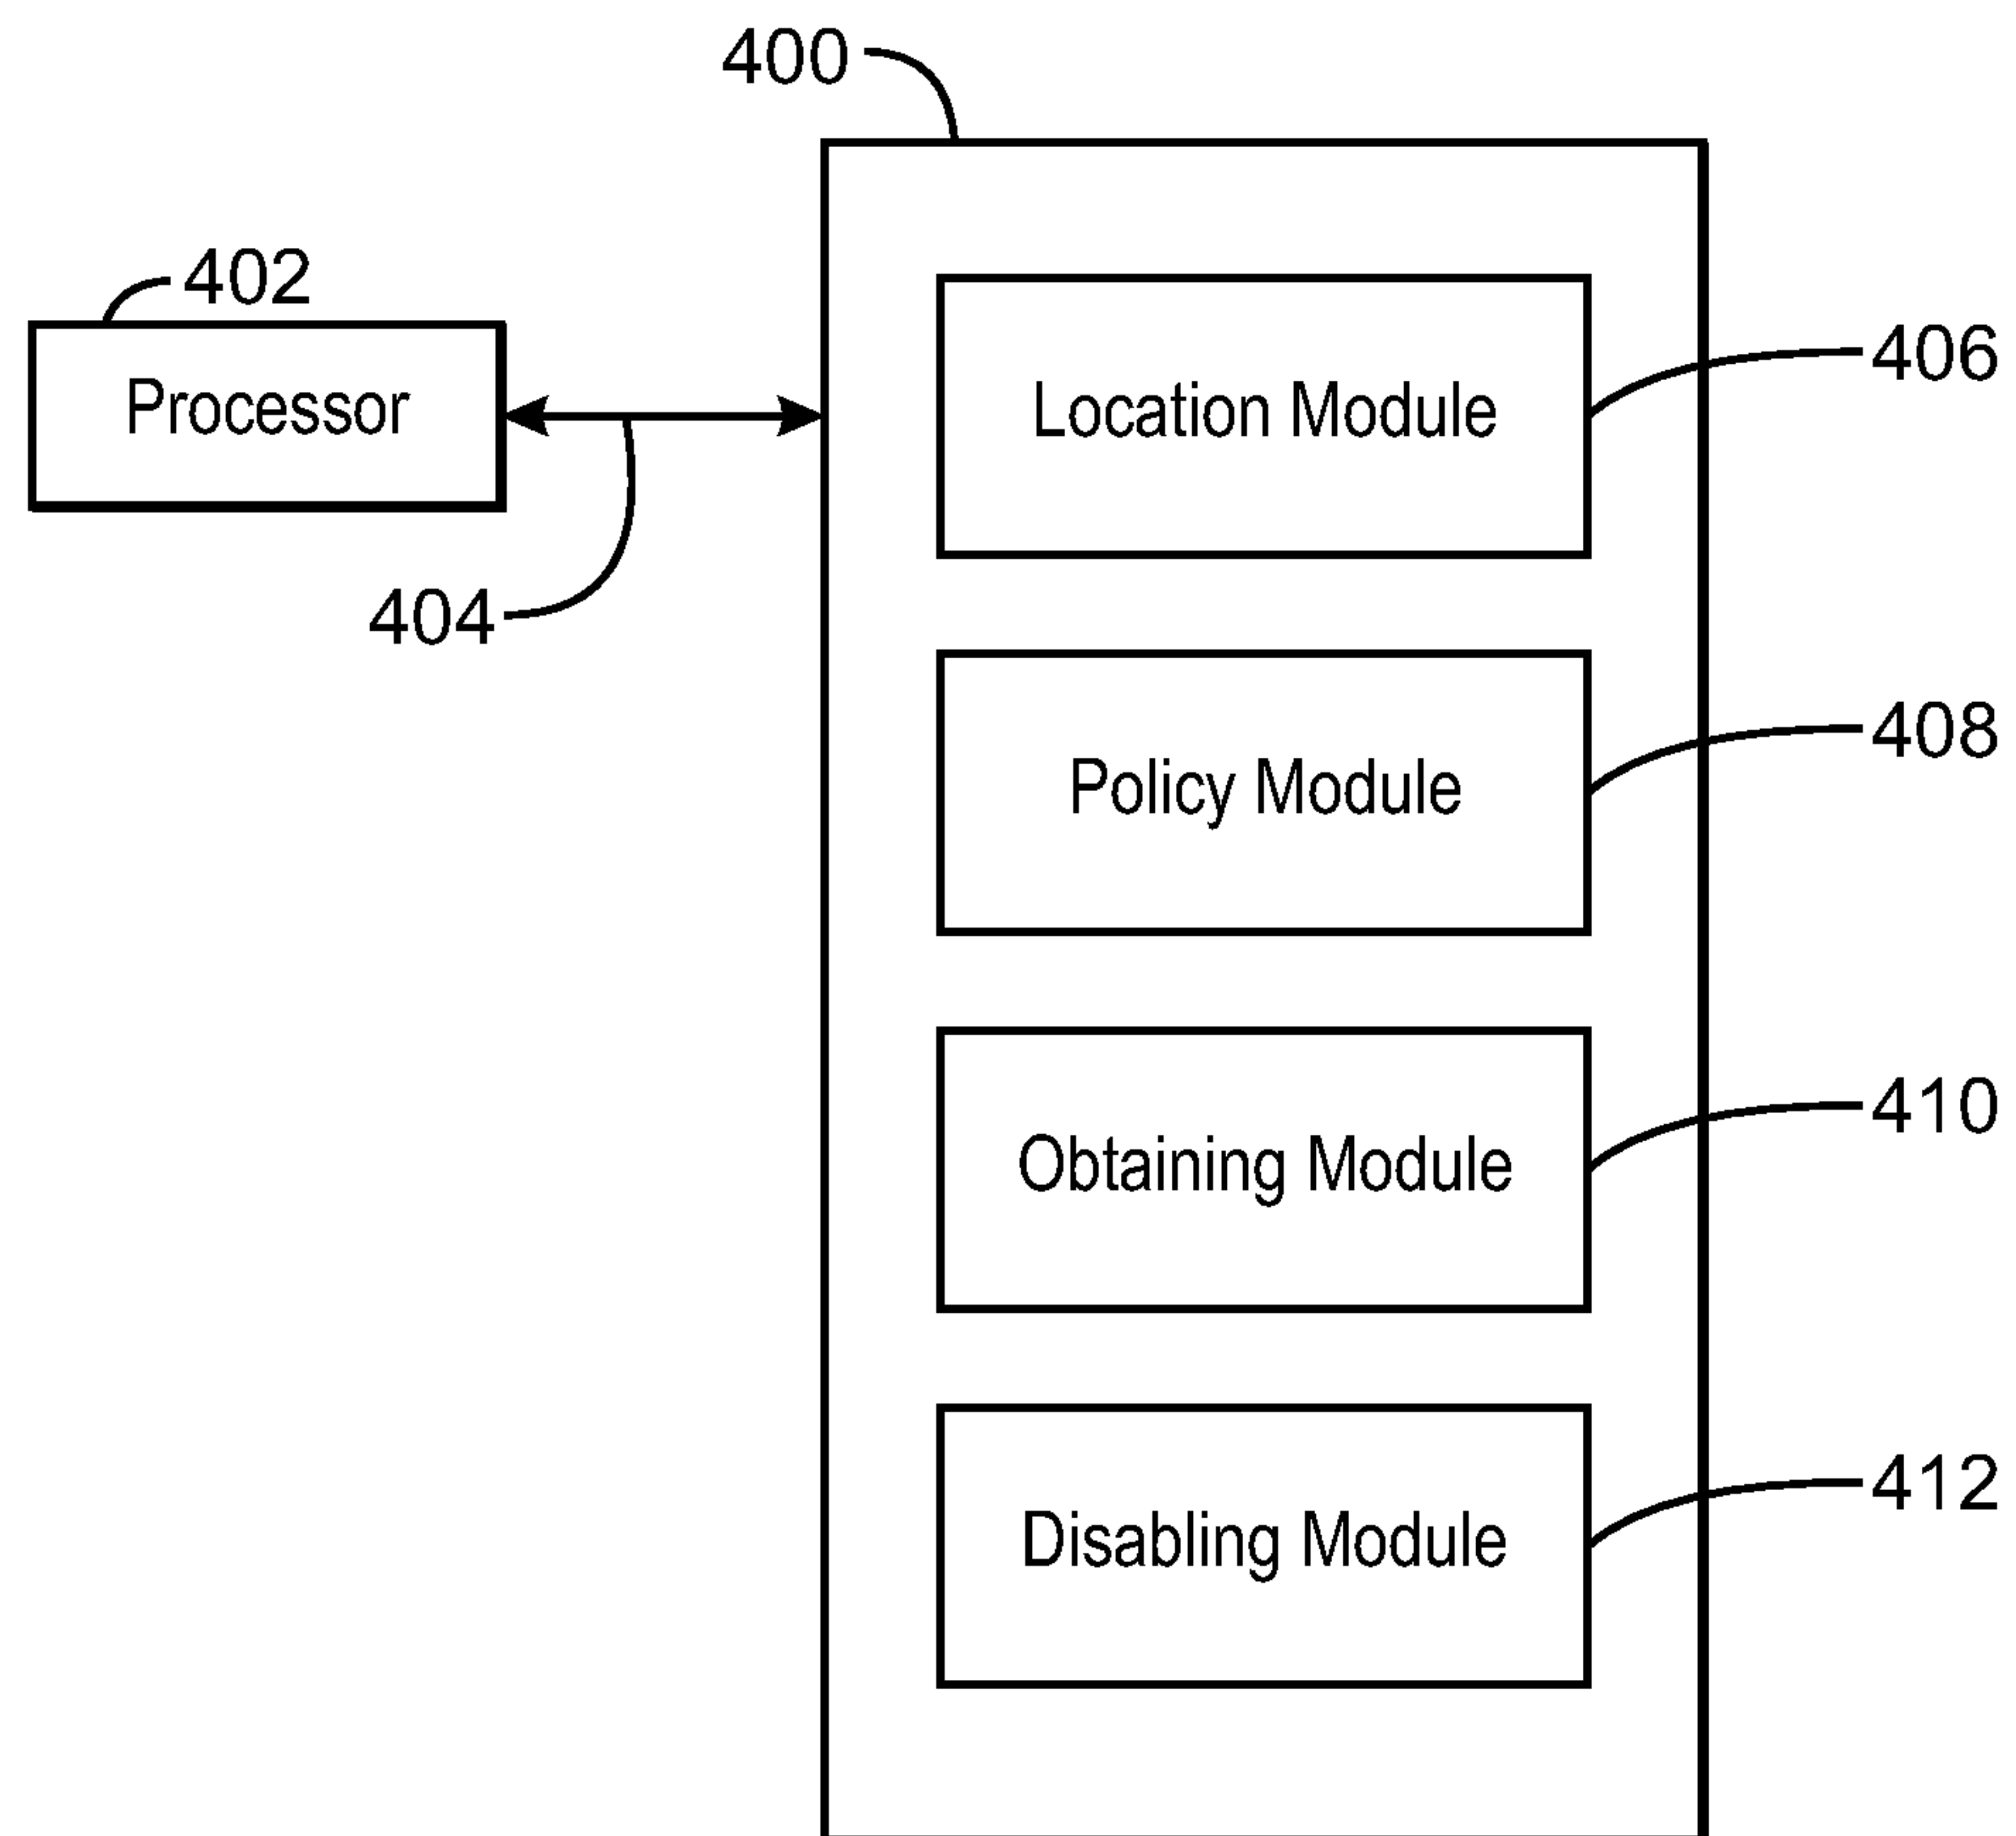 400
402
Processor
404
Location Module
406
Policy Module
408
Obtaining Module
410
Disabling Module
412